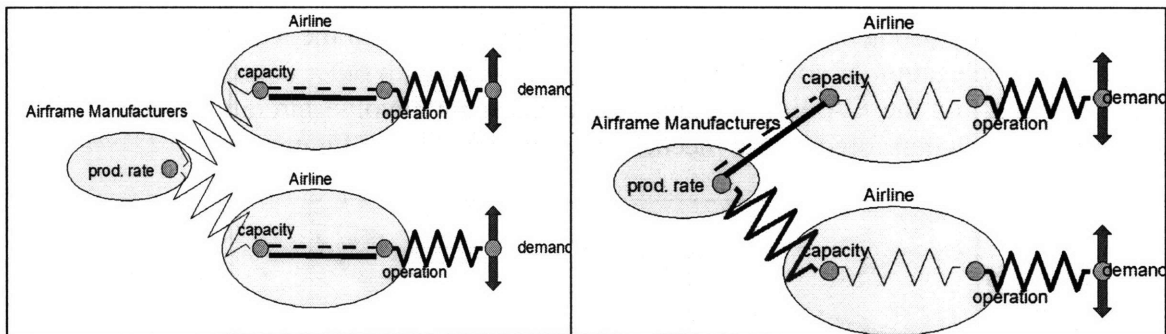 Airline
capacity
demand
operation
Airframe Manufacturers
prod. rate
Airline
capacity
demand
operation
Airline
capacity
demand
operation
Airframe Manufacturers
prod. rate
Airline
capacity
demand
operation